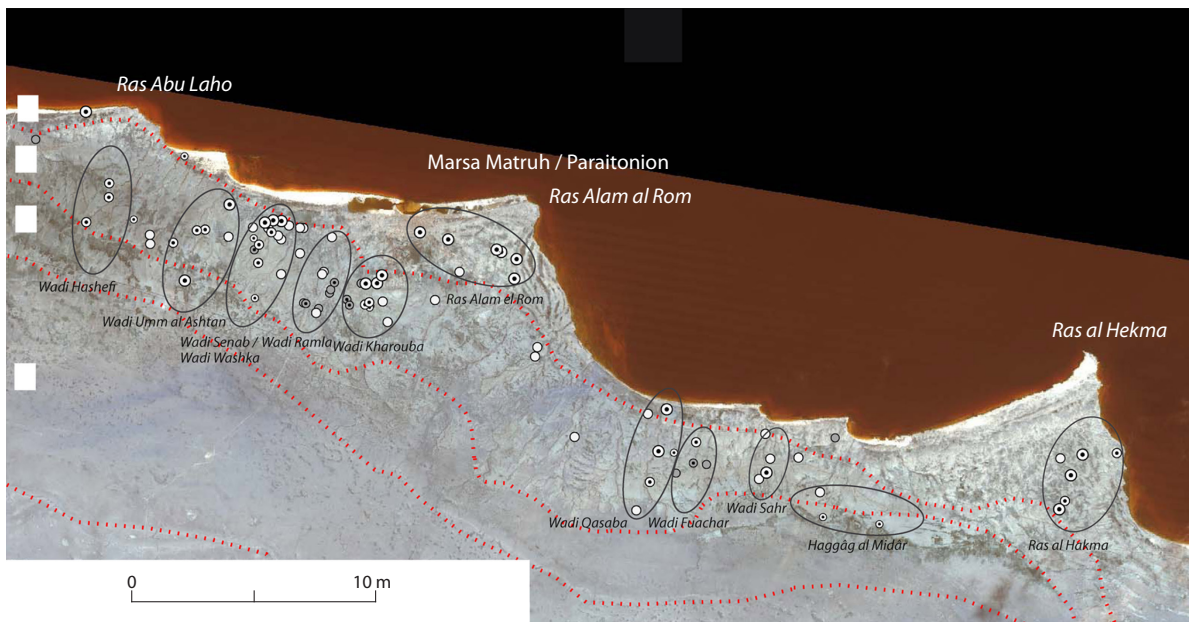 Ras Abu Laho
Marsa Matruh / Paraitonion
Ras Alam al Rom
Wadi Hashefi
Ras Alam el Rom
Wadi Umm al Ashtan
Wadi Senab / Wadi Ramla
Wadi Kharouba
Wadi Washka
Ras al Hekma
Wadi Qasaba
Wadi Fuachar
Wadi Sahr
Haggâg al Midâr
Ras al Hakma
0
10 m